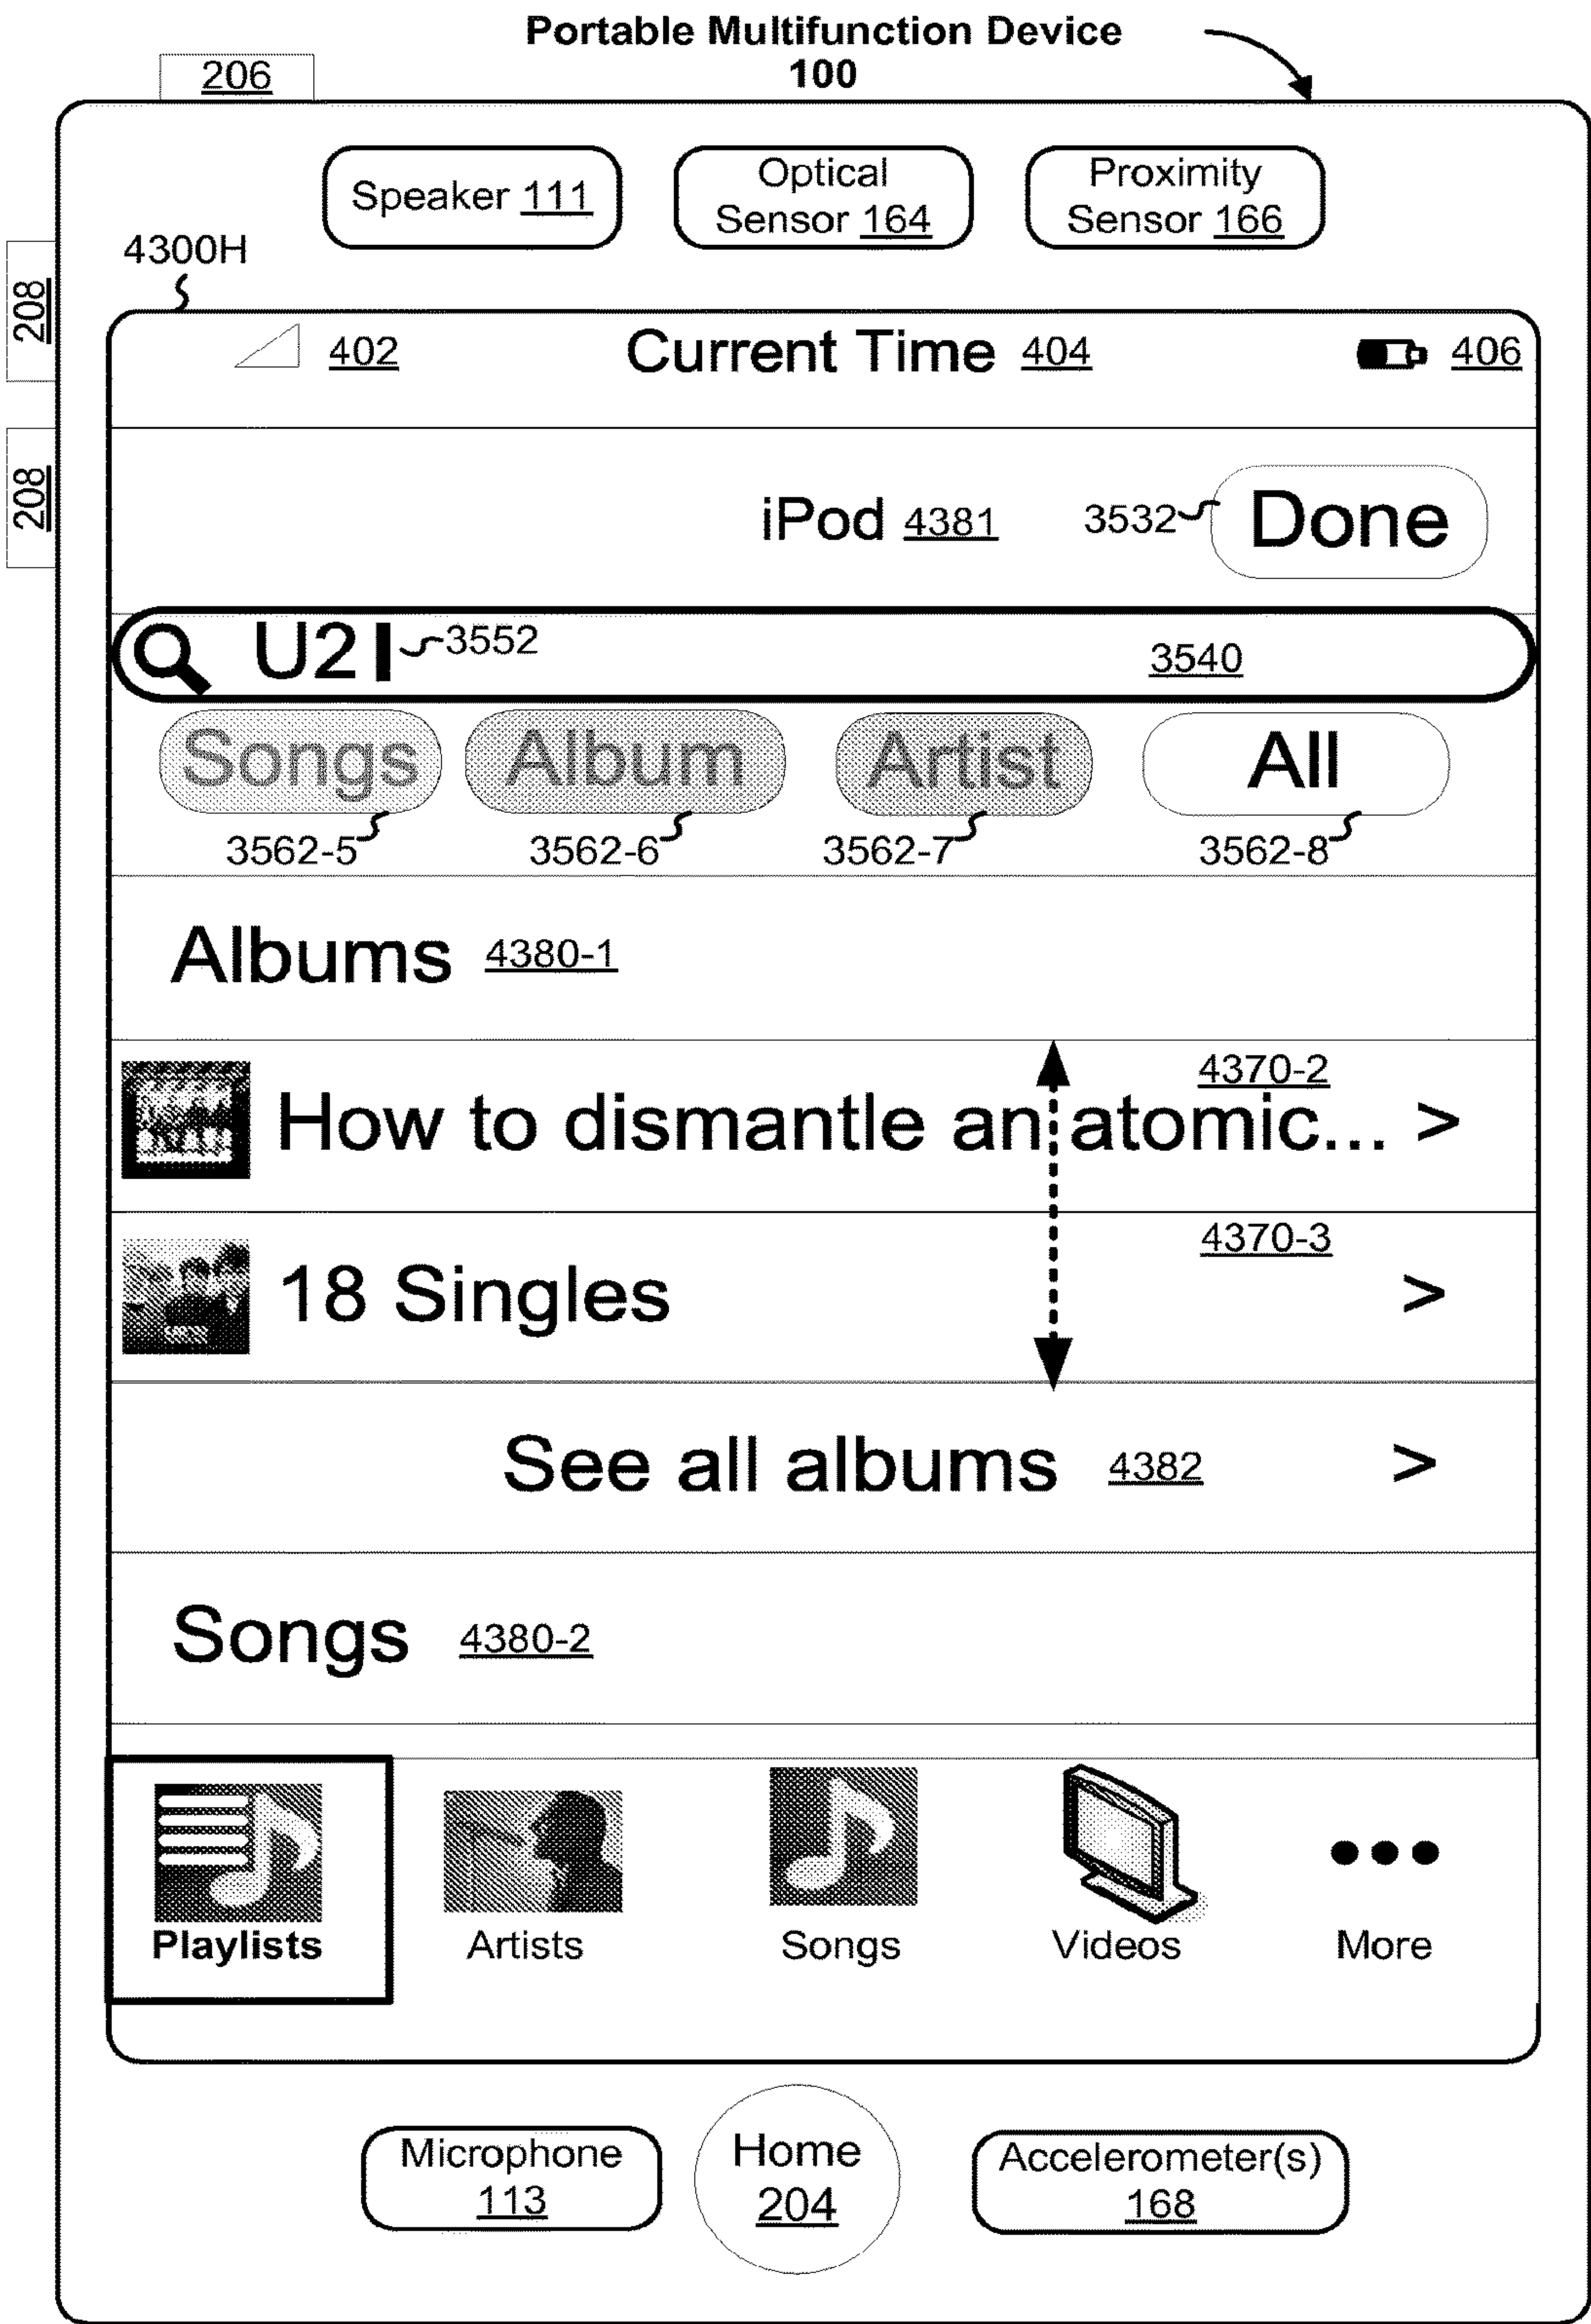 Portable Multifunction Device
100
206
Speaker 111
Optical
Sensor 164
Proximity
Sensor 166
4300H
208
208
402 Current Time 404 406
iPod 4381 3532 Done
U2 3552 3540
Songs Album Artist All
3562-5 3562-6 3562-7 3562-8
Albums 4380-1
4370-2
How to dismantle an atomic... >
4370-3
18 Singles >
See all albums 4382 >
Songs 4380-2
Playlists Artists Songs Videos More
Microphone
113
Home
204
Accelerometer(s)
168